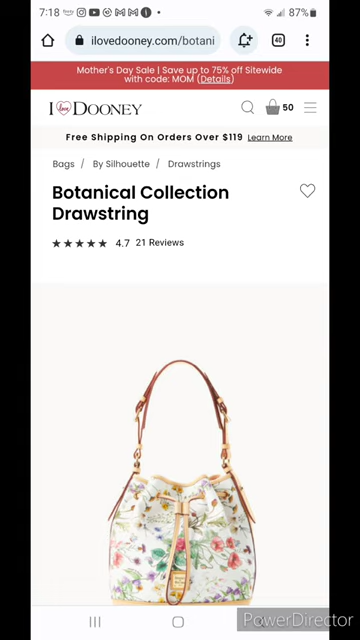 7:18
87%
ilovedooney.com/botani
40
Mother's Day Sale | Save up to 75% off Sitewide
with code: MOM (Details)
I love DOONEY
50
Free Shipping On Orders Over $119 Learn More
Bags / By Silhouette / Drawstrings
Botanical Collection
Drawstring
4.7 21 Reviews
PowerDirector